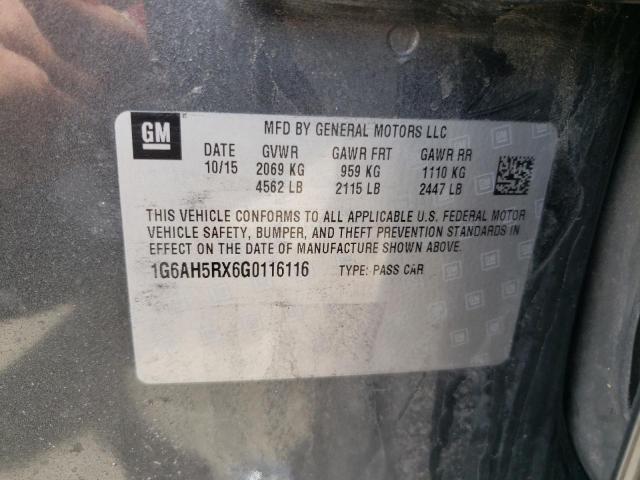 GM
MFD BY GENERAL MOTORS LLC
DATE GVWR GAWR FRT GAWR RR
10/15 2069 KG 959 KG 1110 KG
4562 LB 2115 LB 2447 LB
THIS VEHICLE CONFORMS TO ALL APPLICABLE U.S. FEDERAL MOTOR
VEHICLE SAFETY, BUMPER, AND THEFT PREVENTION STANDARDS IN
EFFECT ON THE DATE OF MANUFACTURE SHOWN ABOVE.
1G6AH5RX6G0116116 TYPE: PASS CAR